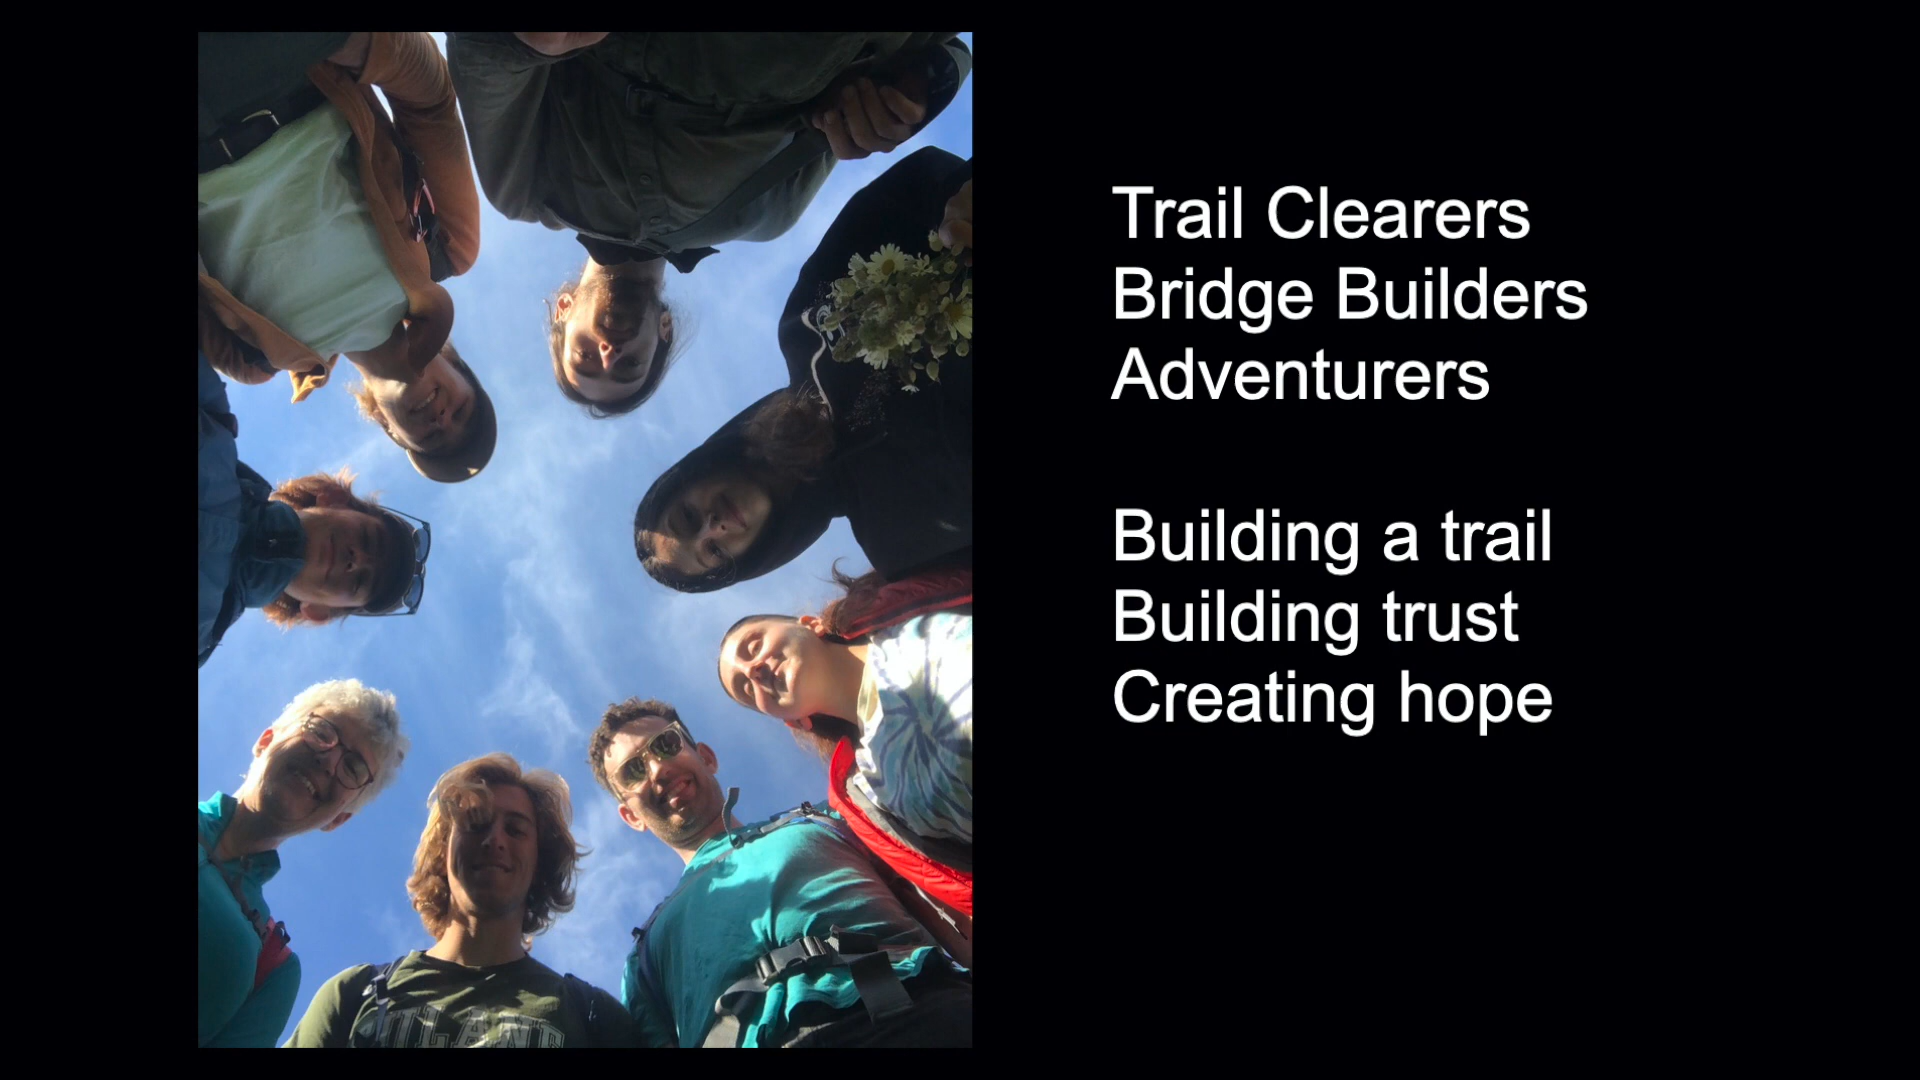 Trail Clearers
Bridge Builders
Adventurers
Building a trail
Building trust
Creating hope